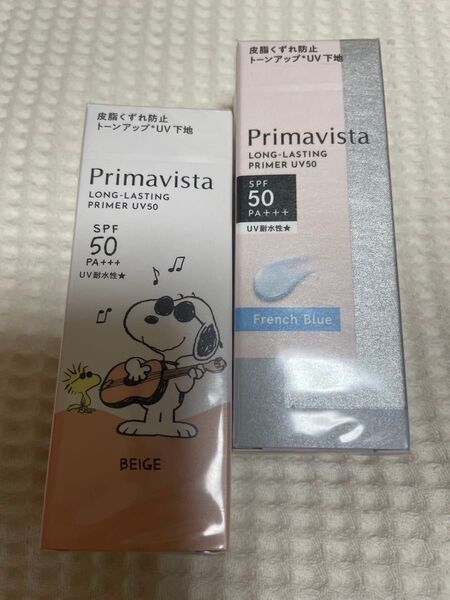 皮脂くずれ防止
トーンアップ*UV下地
Primavista
LONG-LASTING
PRIMER UV50
SPF
50
PA+++
UV耐水性★
BEIGE
皮脂くずれ防止
トーンアップ*UV下地
Primavista
LONG-LASTING
PRIMER UV50
SPF
50
PA+++
UV耐水性★
French Blue